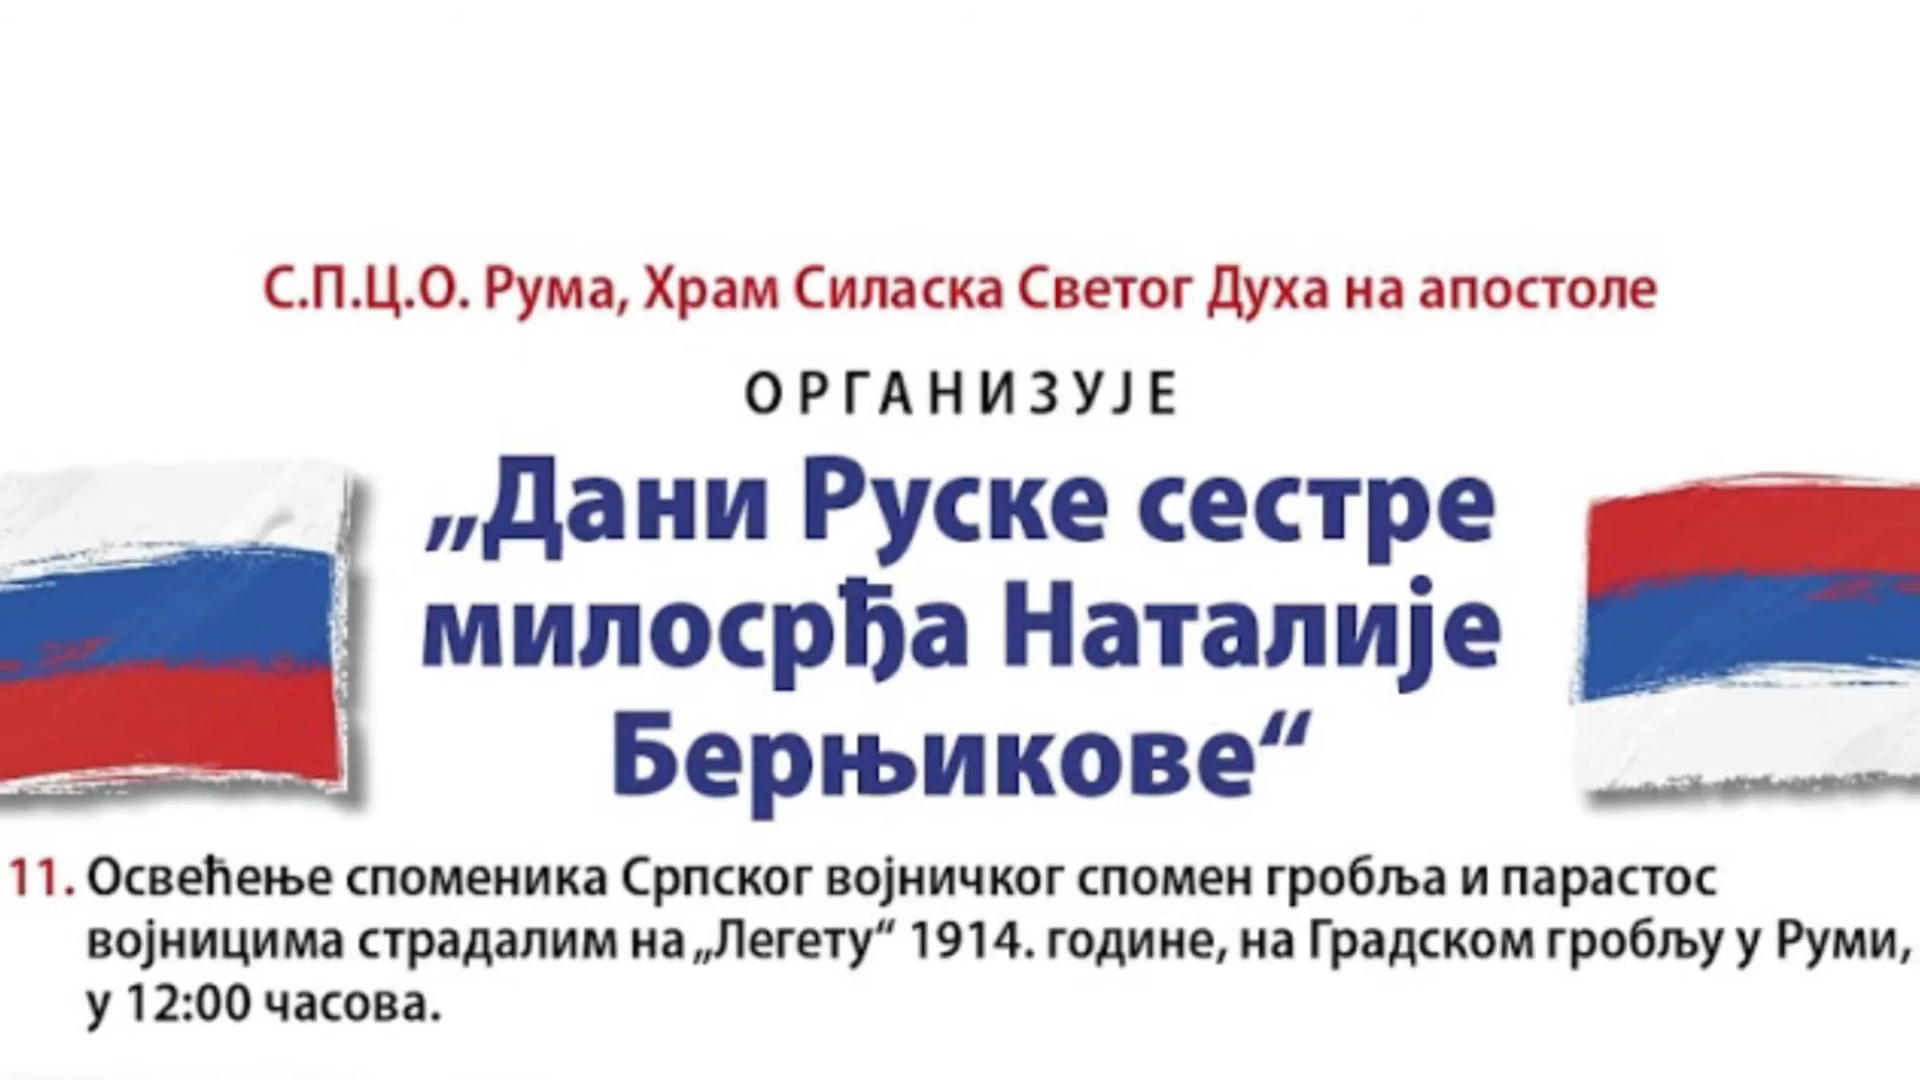 С.П.Ц.О. Рума, Храм Силаска Светог Духа на апостоле
ОРГАНИЗУЈЕ
„Дани Руске сестре
милосрђа Наталије
Берњикове“
11. Освећење споменика Српског војничког спомен гробља и парастос
војницима страдалим на „Легету“ 1914. године, на Градском гробљу у Руми,
у 12:00 часова.